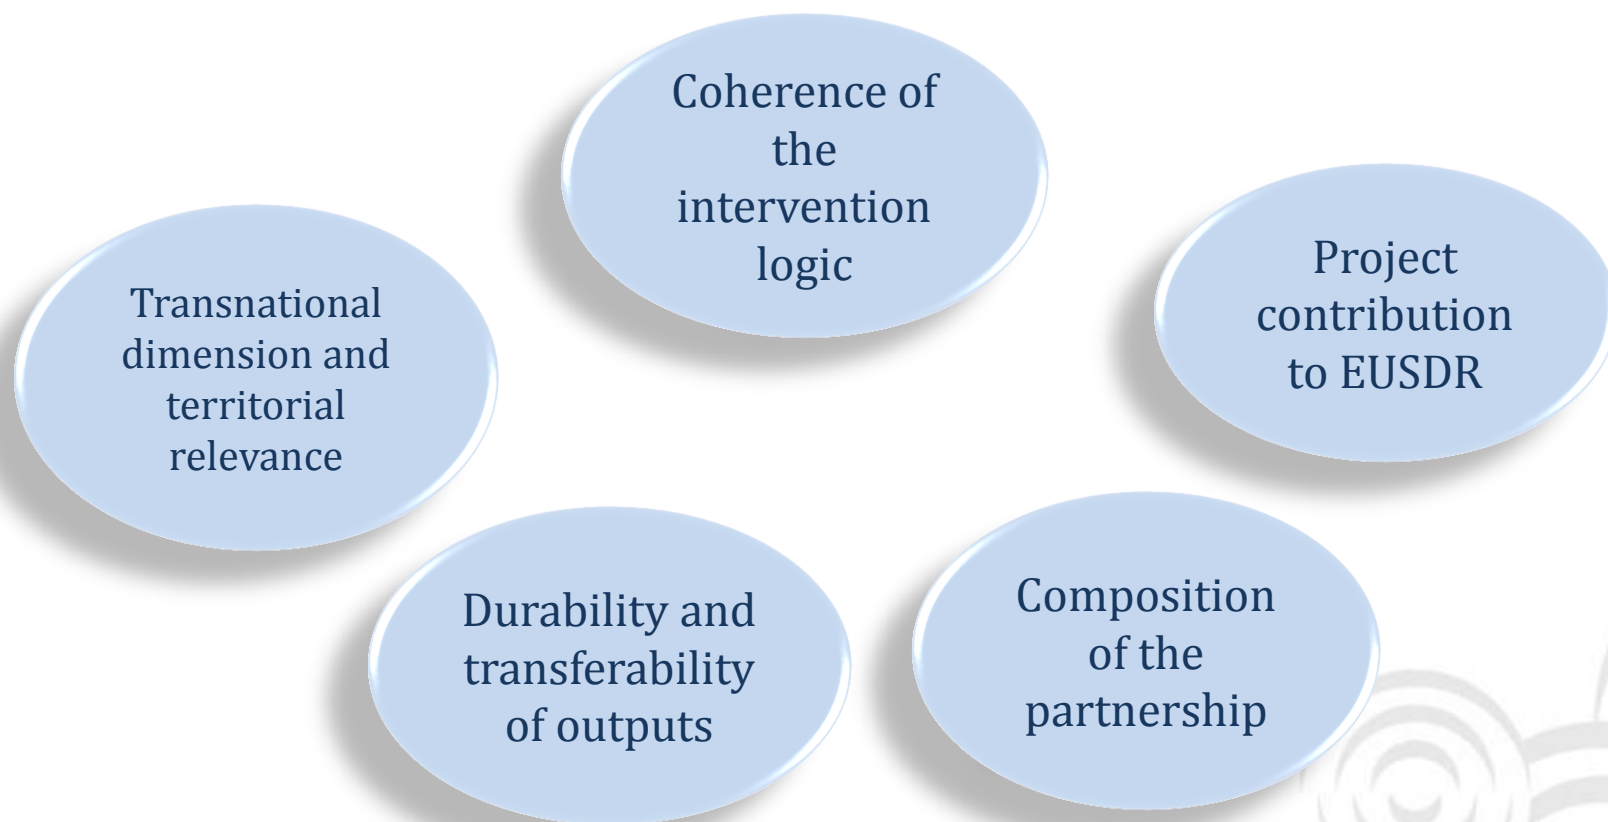 Coherence of
the
intervention
logic
Project
contribution
to EUSDR
Transnational
dimension and
territorial
relevance
Durability and
transferability
of outputs
Composition
of the
partnership